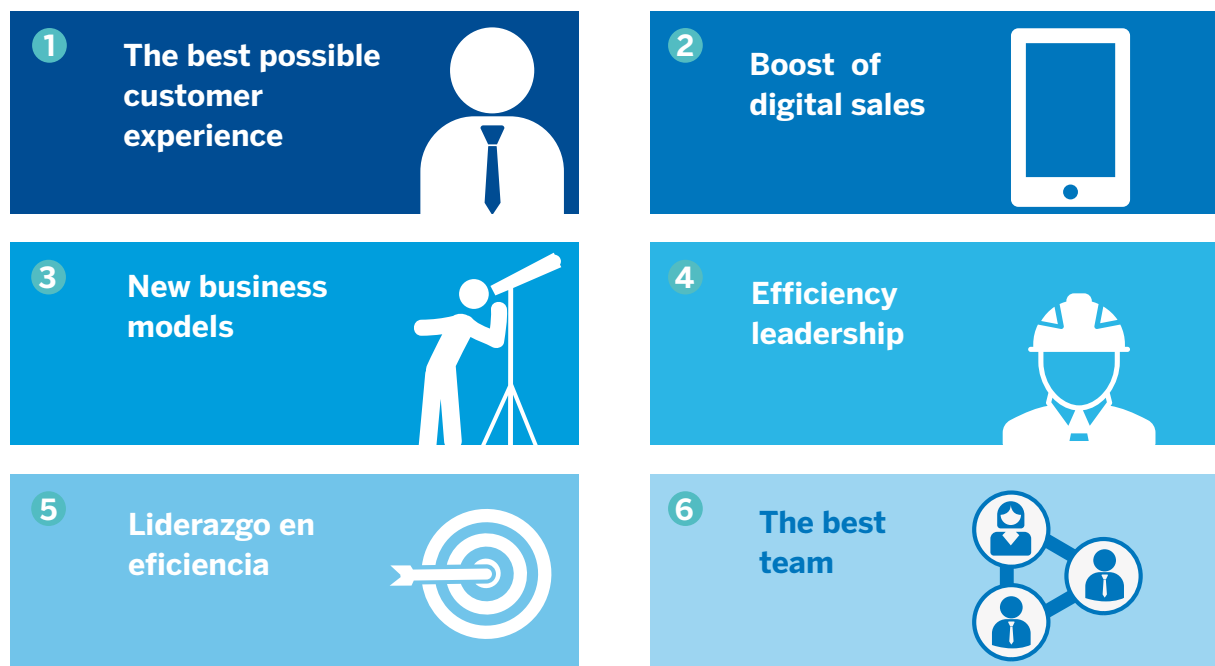 1
The best possible
customer
experience
2
Boost of
digital sales
3
New business
models
4
Efficiency
leadership
5
Liderazgo en
eficiencia
6
The best
team